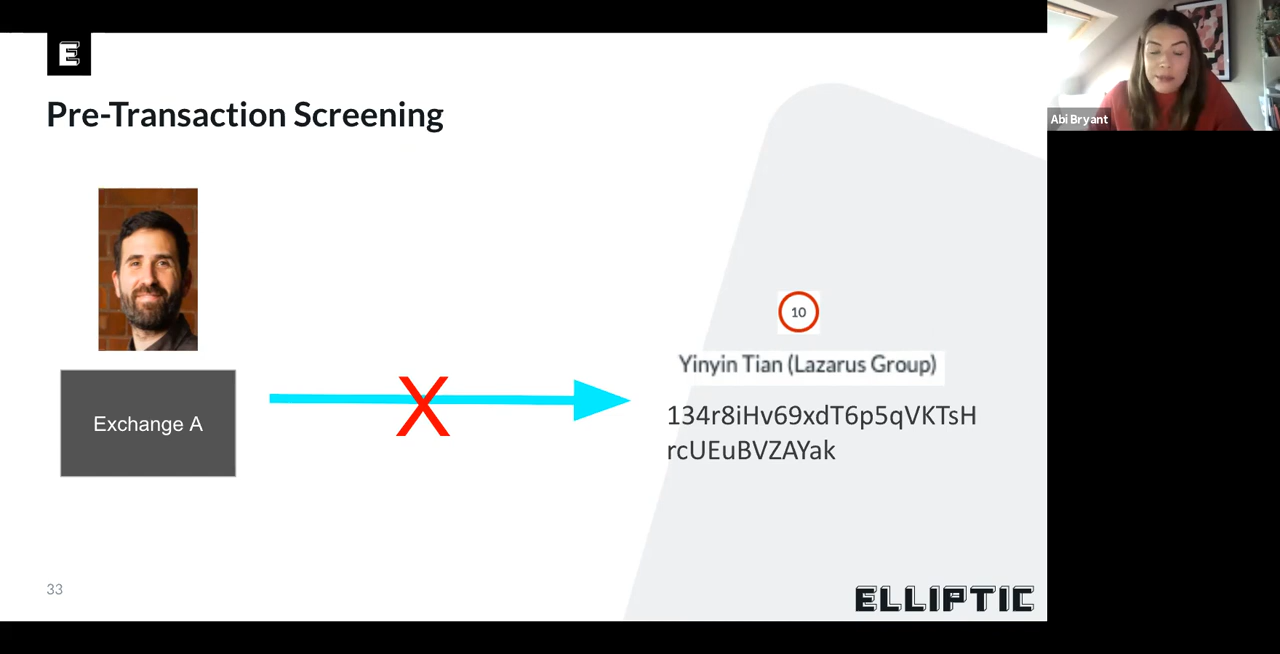 E
Pre-Transaction Screening
Abi Bryant
10
Yinyin Tian (Lazarus Group)
Exchange A
X
134r8iHv69xdT6p5qVKTsH
rcUEuBVZAYak
33
ELLIPTIC